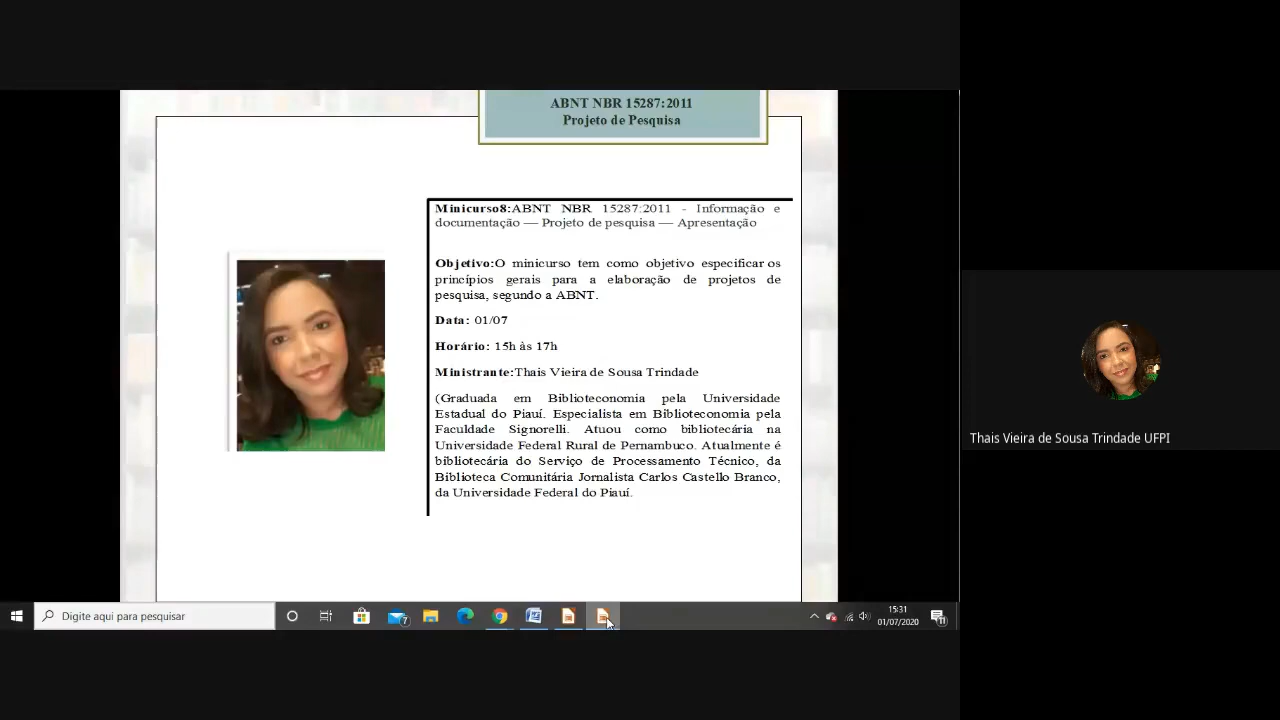 ABNT NBR 15287:2011
Projeto de Pesquisa
Minicurso8:ABNT NBR 15287:2011 - Informação e
documentação — Projeto de pesquisa — Apresentação
Objetivo:O minicurso tem como objetivo especificar os
princípios gerais para a elaboração de projetos de
pesquisa, segundo a ABNT.
Data: 01/07
Horário: 15h às 17h
Ministrante:Thais Vieira de Sousa Trindade
(Graduada em Biblioteconomia pela Universidade
Estadual do Piauí. Especialista em Biblioteconomia pela
Faculdade Signorelli. Atuou como bibliotecária na
Universidade Federal Rural de Pernambuco. Atualmente é
bibliotecária do Serviço de Processamento Técnico, da
Biblioteca Comunitária Jornalista Carlos Castello Branco,
da Universidade Federal do Piauí.
Thais Vieira de Sousa Trindade UFPI
Digite aqui para pesquisar
7
15:31
01/07/2020
11